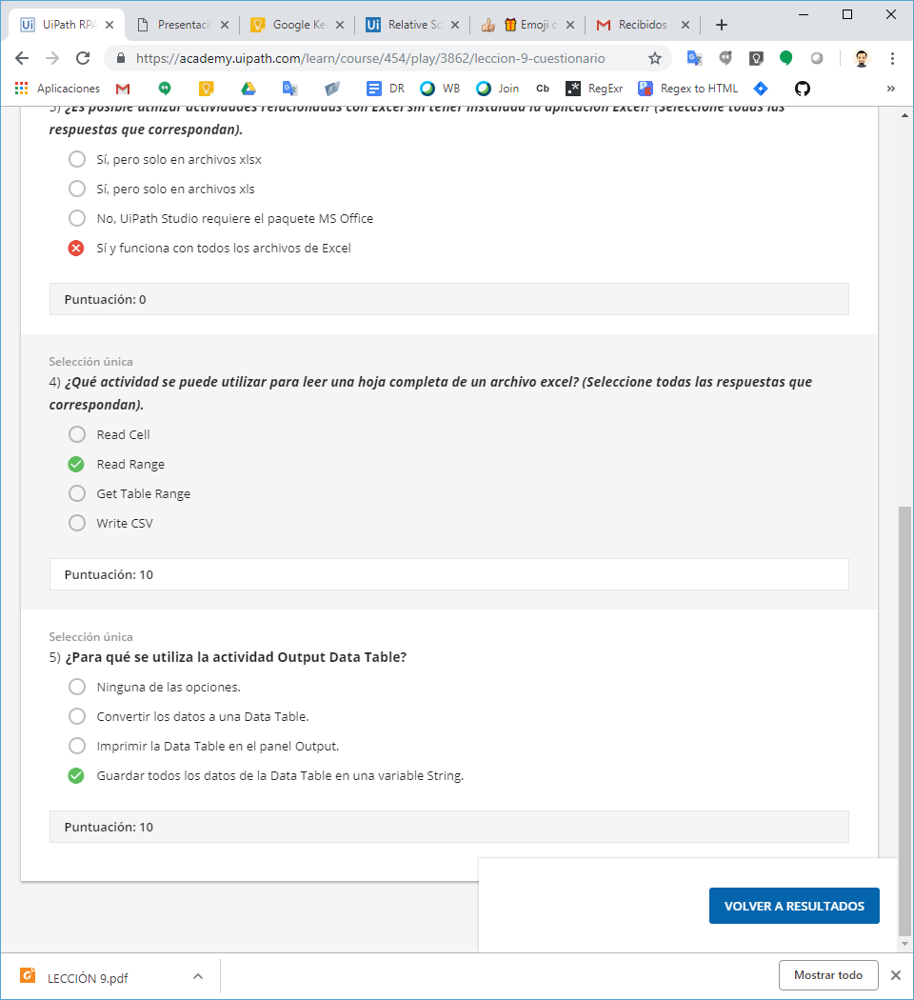 UiPath RPA
Presentació
Google Ke
Relative Sc
Emoji c
Recibidos -
https://academy.uipath.com/learn/course/454/play/3862/leccion-9-cuestionario
Aplicaciones
DR
WB
Join
Cb
RegExr
Regex to HTML
»
3) ¿Es posible utilizar actividades relacionadas con Excel sin tener instalada la aplicación Excel? (Seleccione todas las
respuestas que correspondan).
Sí, pero solo en archivos xlsx
Sí, pero solo en archivos xls
No, UiPath Studio requiere el paquete MS Office
Sí y funciona con todos los archivos de Excel
Puntuación: 0
Selección única
4) ¿Qué actividad se puede utilizar para leer una hoja completa de un archivo excel? (Seleccione todas las respuestas que
correspondan).
Read Cell
Read Range
Get Table Range
Write CSV
Puntuación: 10
Selección única
5) ¿Para qué se utiliza la actividad Output Data Table?
Ninguna de las opciones.
Convertir los datos a una Data Table.
Imprimir la Data Table en el panel Output.
Guardar todos los datos de la Data Table en una variable String.
Puntuación: 10
VOLVER A RESULTADOS
LECCIÓN 9.pdf
Mostrar todo